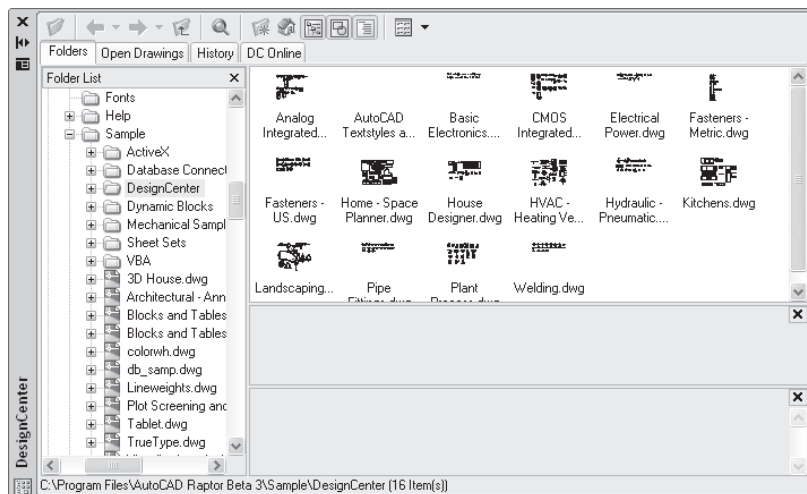 Folders
Open Drawings
History
DC Online
Folder List
Fonts
Help
Sample
ActiveX
Database Connect
DesignCenter
Dynamic Blocks
Mechanical Sampl
Sheet Sets
VBA
3D House.dwg
Architectural - Ann
Blocks and Tables
Blocks and Tables
colorwh.dwg
db_samp.dwg
Lineweights.dwg
Plot Screening and
Tablet.dwg
TrueType.dwg
Analog
Integrated...
AutoCAD
Textstyles a...
Basic
Electronics....
CMOS
Integrated...
Electrical
Power.dwg
Fasteners -
Metric.dwg
Fasteners -
US.dwg
Home - Space
Planner.dwg
House
Designer.dwg
HVAC -
Heating Ve...
Hydraulic -
Pneumatic....
Kitchens.dwg
Landscaping...
Pipe
Fittings.dwg
Plant
Process.dwg
Welding.dwg
DesignCenter
C:\Program Files\AutoCAD Raptor Beta 3\Sample\DesignCenter (16 Item(s))